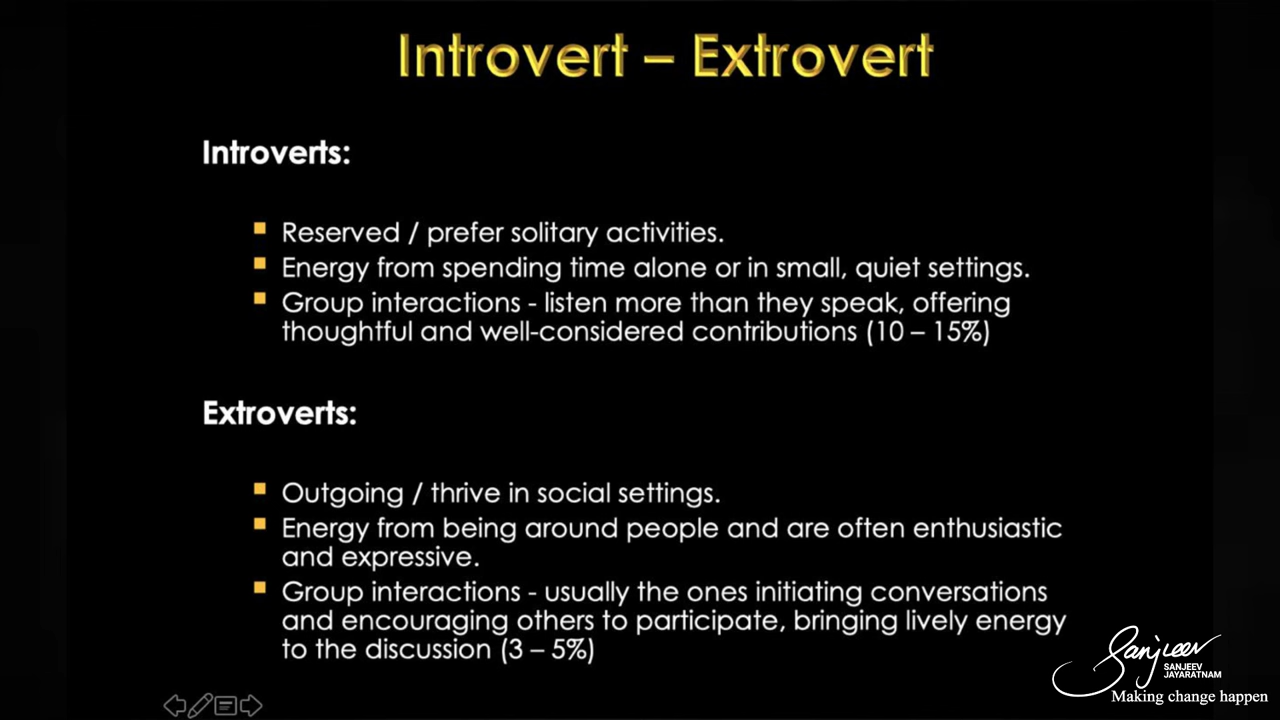 Introvert – Extrovert
Introverts:
Reserved / prefer solitary activities.
Energy from spending time alone or in small, quiet settings.
Group interactions - listen more than they speak, offering
thoughtful and well-considered contributions (10 – 15%)
Extroverts:
Outgoing / thrive in social settings.
Energy from being around people and are often enthusiastic
and expressive.
Group interactions - usually the ones initiating conversations
and encouraging others to participate, bringing lively energy
to the discussion (3 – 5%)
Sanjeev
SANJEEV
JAYARATNAM
Making change happen